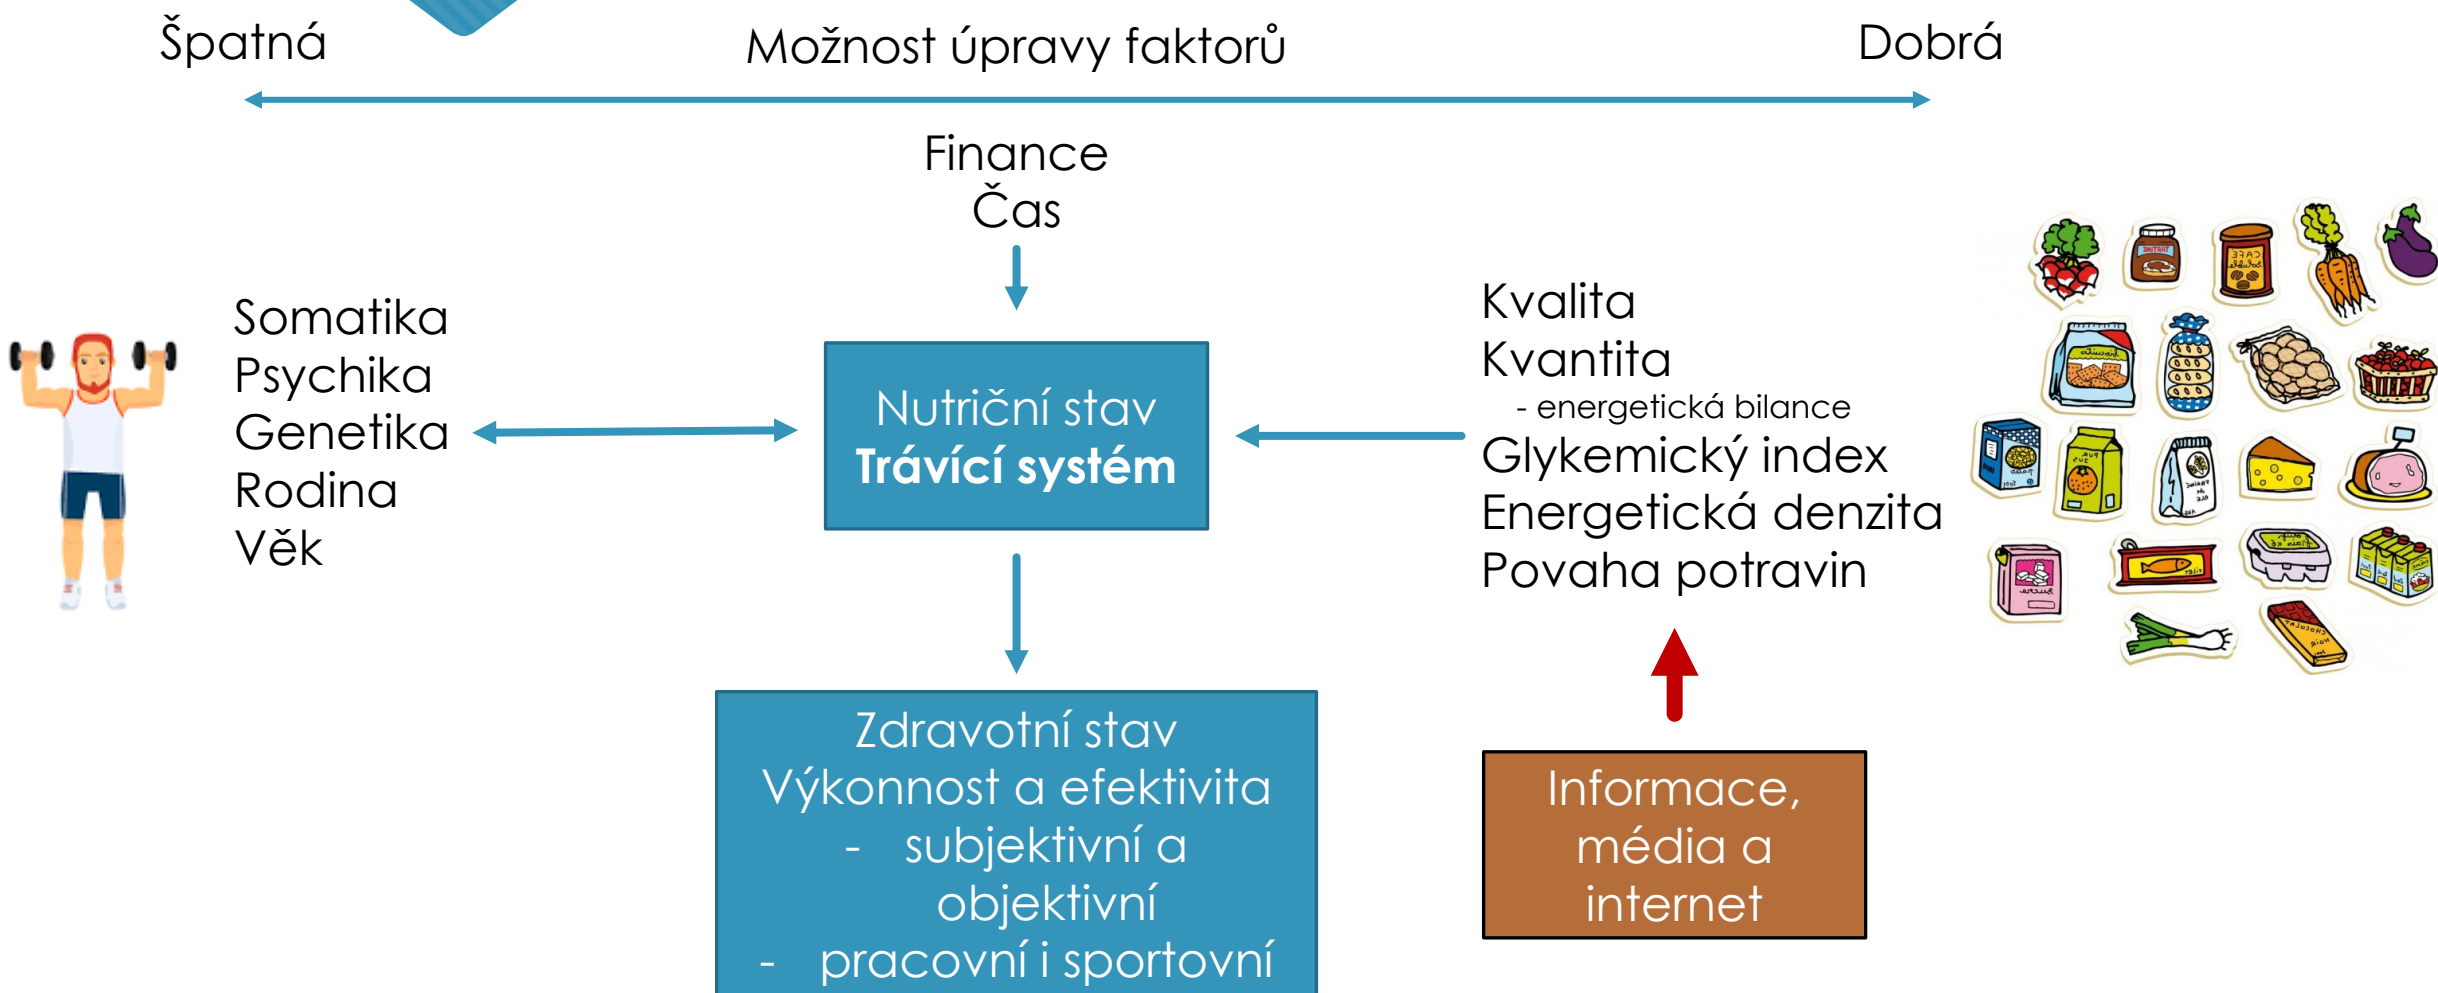 Špatná
Možnost úpravy faktorů
Dobrá
Finance
Čas
Somatika
Psychika
Genetika
Rodina
Věk
Nutriční stav
Trávící systém
Kvalita
Kvantita
- energetická bilance
Glykemický index
Energetická denzita
Povaha potravin
Zdravotní stav
Výkonnost a efektivita
- subjektivní a
objektivní
- pracovní i sportovní
Informace,
média a
internet